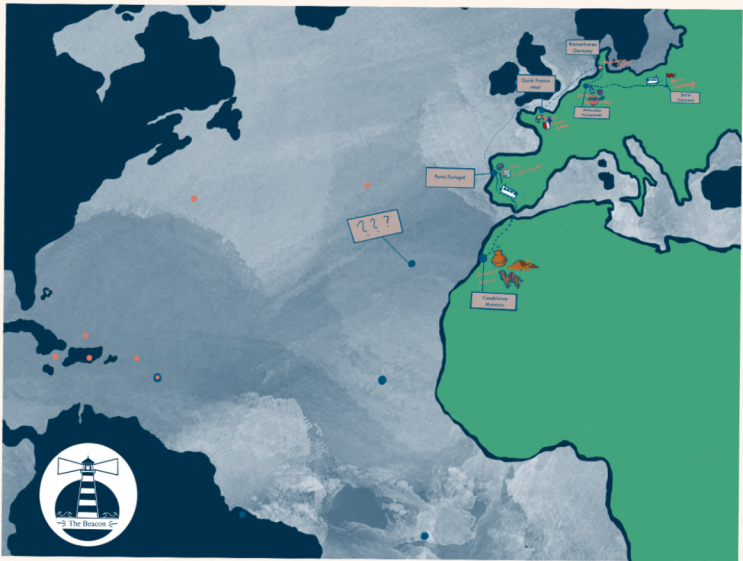 Bremerhaven
Germany
Quick France
stop!
Berlin
Germany
Amsterdam
Netherlands
Porto Portugal
???
Casablanca
Morocco
The Beacon